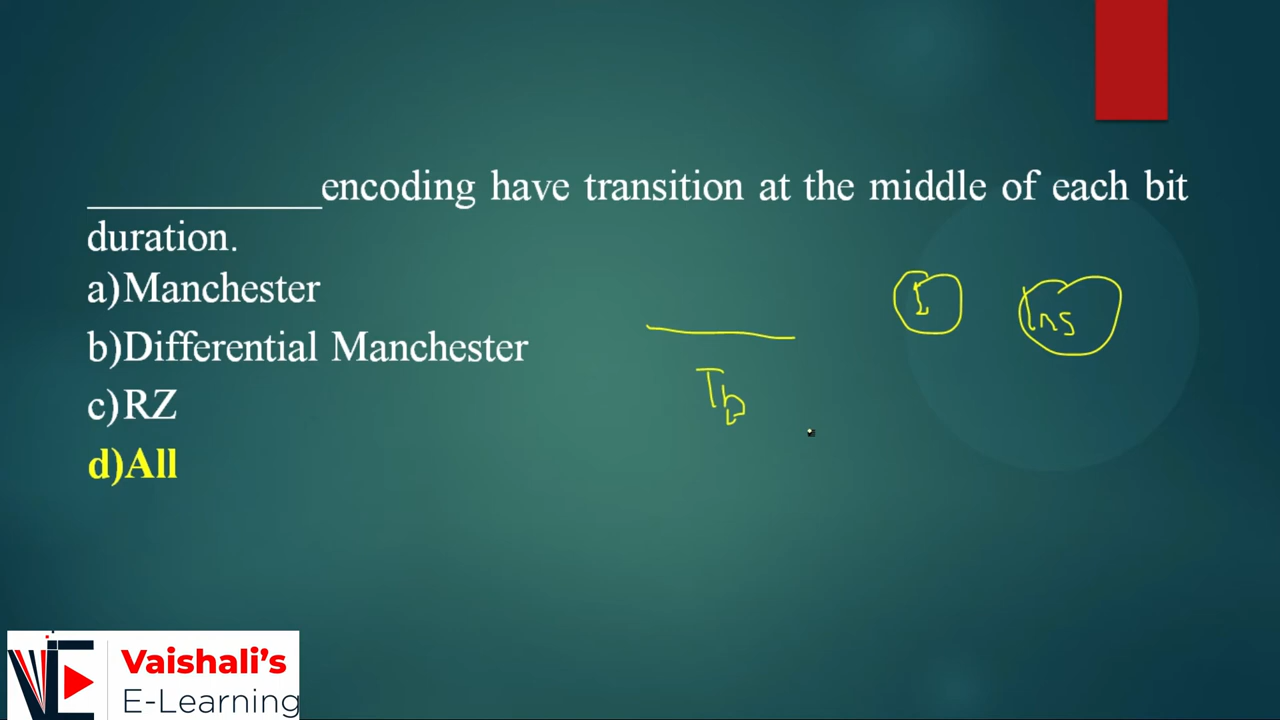 ____________encoding have transition at the middle of each bit
duration.
a)Manchester
b)Differential Manchester
c)RZ
d)All
1 1ns
Tb
Vaishali's
E-Learning